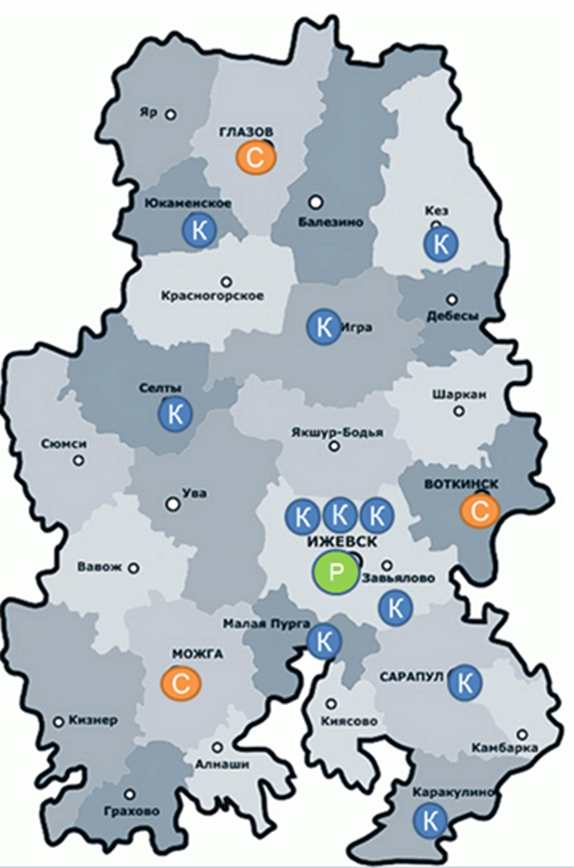 Яр
ГЛАЗОВ
С
Юкаменское
К
Балезино
Кез
К
Красногорское
К Игра
Дебесы
Селты
К
Шаркан
Сюмси
Якшур-Бодья
Ува
ВОТКИНСК
С
К К К
ИЖЕВСК
Р
Завьялово
Вавож
К
Малая Пурга
К
МОЖГА
С
САРАПУЛ К
Кизнер
Киясово
Камбарка
Алнаши
Грахово
Каракулино
К